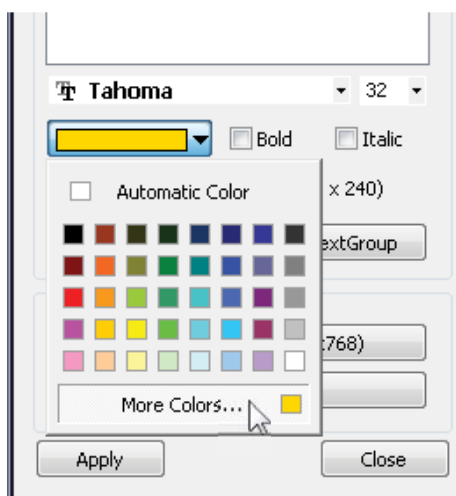 Tahoma 32
Bold Italic
Automatic Color
x 240)
extGroup
:768)
More Colors...
Apply Close